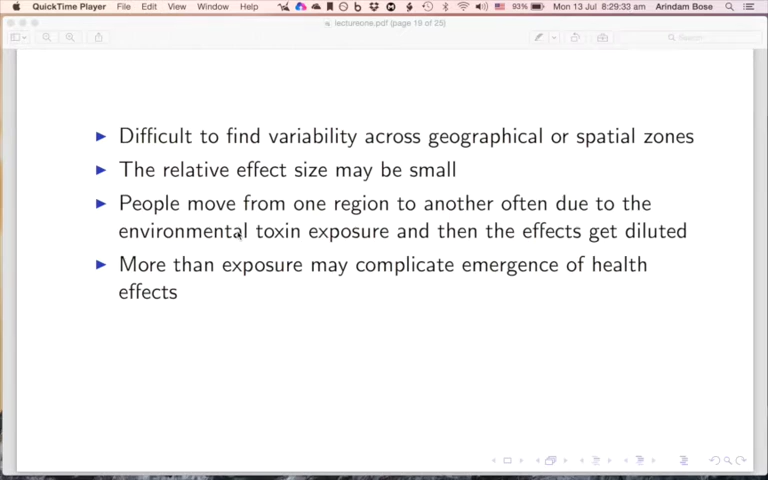 QuickTime Player File Edit View Window Help 93% Mon 13 Jul 8:29:33 am Arindam Bose
lectureone.pdf (page 19 of 25)
Search
Difficult to find variability across geographical or spatial zones
The relative effect size may be small
People move from one region to another often due to the
environmental toxin exposure and then the effects get diluted
More than exposure may complicate emergence of health
effects